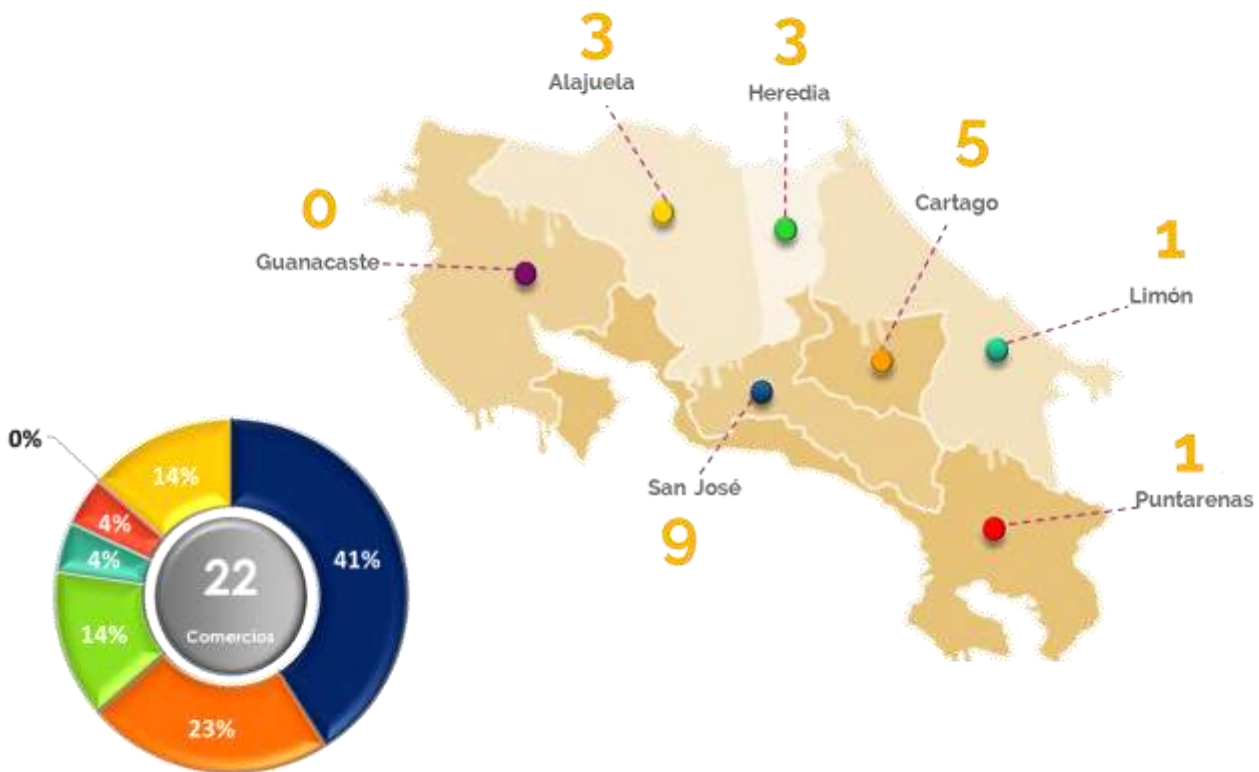 3
Alajuela
3
Heredia
5
Cartago
0
Guanacaste
1
Limón
1
Puntarenas
San José
9
0%
14%
4%
4%
14%
23%
41%
22
Comercios